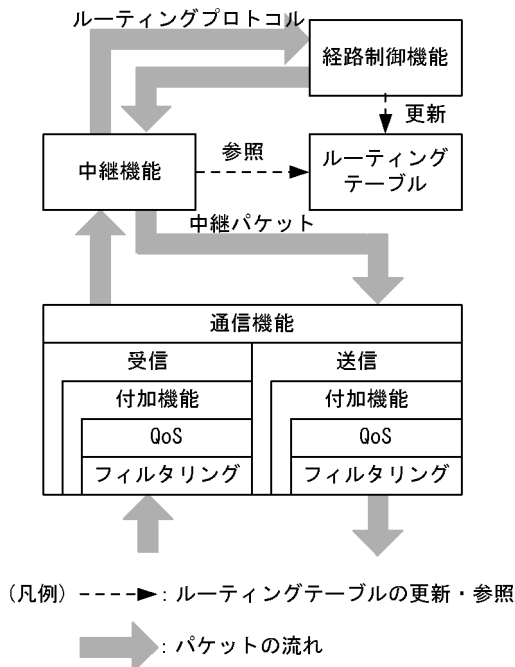 ルーティングプロトコル
経路制御機能
更新
中継機能
参照
ルーティング
テーブル
中継パケット
通信機能
受信
送信
付加機能
付加機能
QoS
QoS
フィルタリング
フィルタリング
(凡例)
:ルーティングテーブルの更新・参照
:パケットの流れ